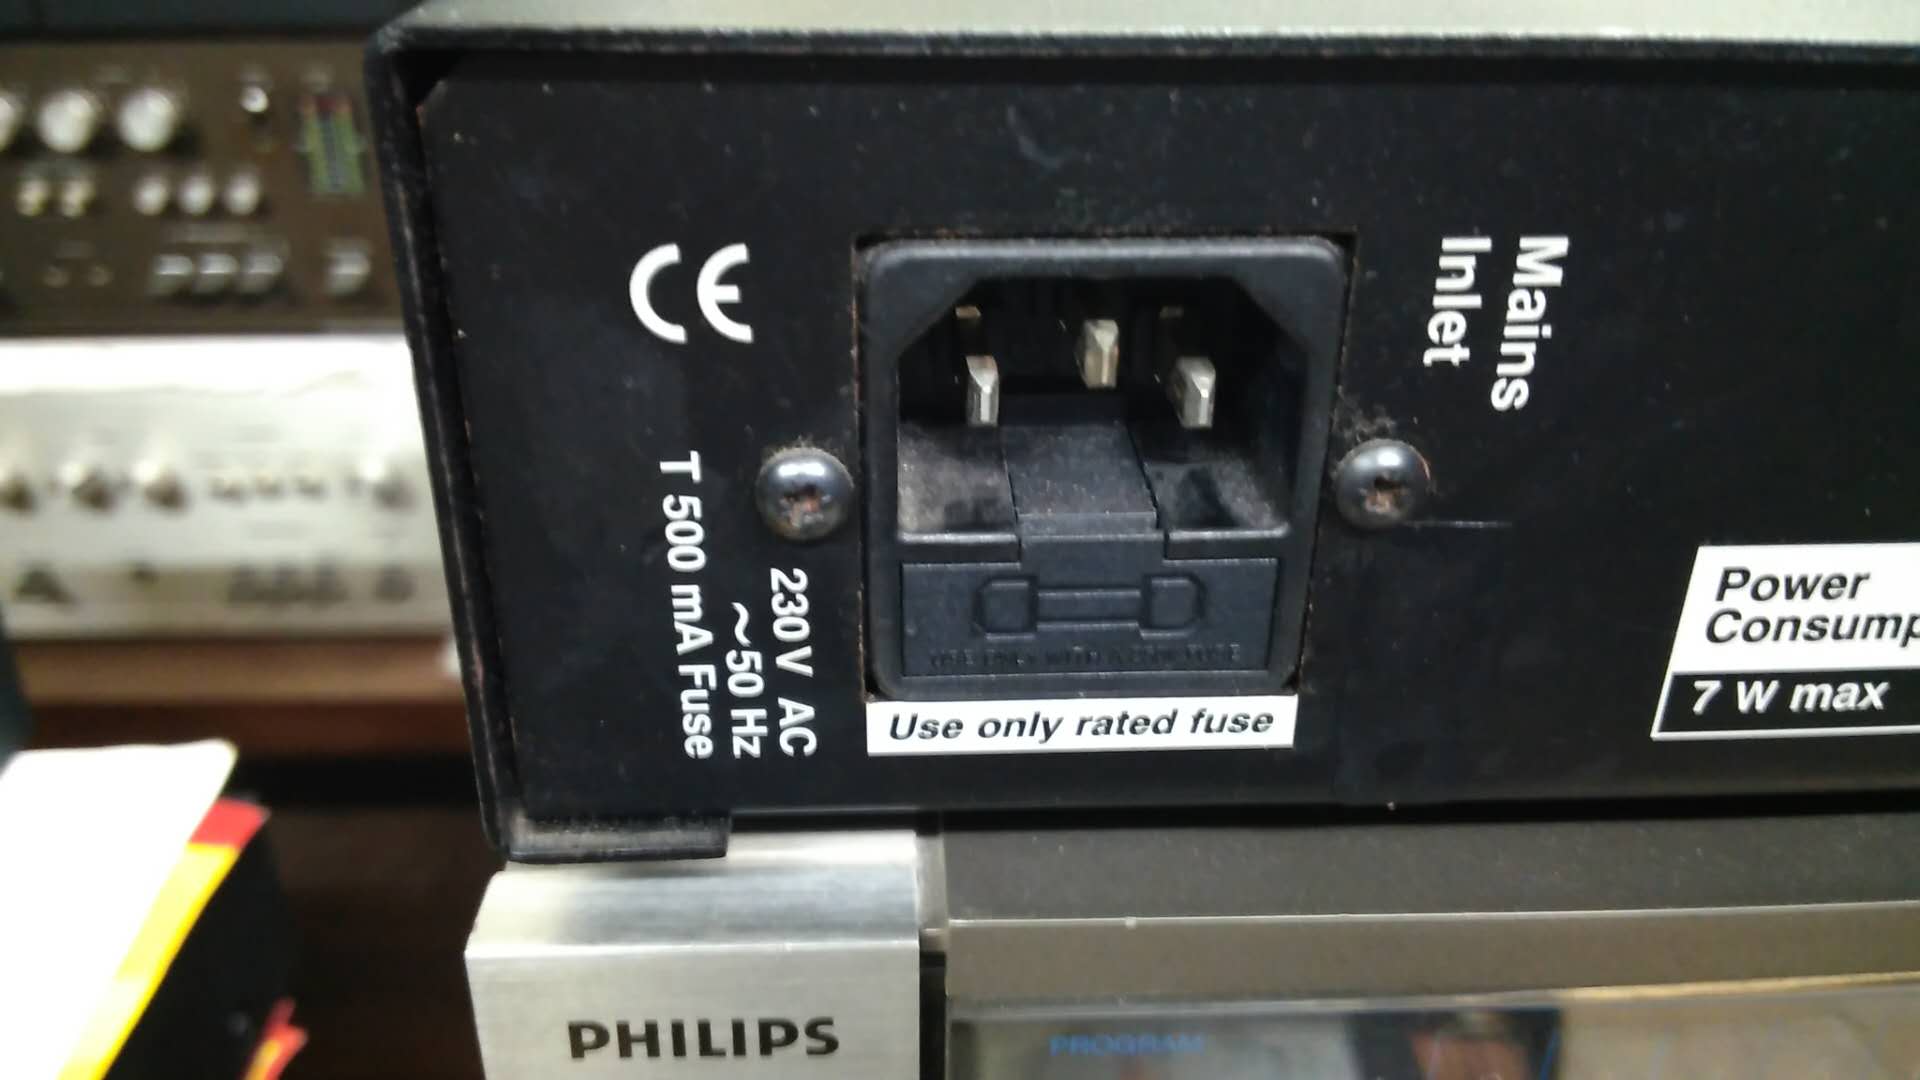 CE
T 500 mA Fuse
230V AC
~50 Hz
Mains
Inlet
Use only rated fuse
Power
Consump
7 W max
PHILIPS
PROGRAM